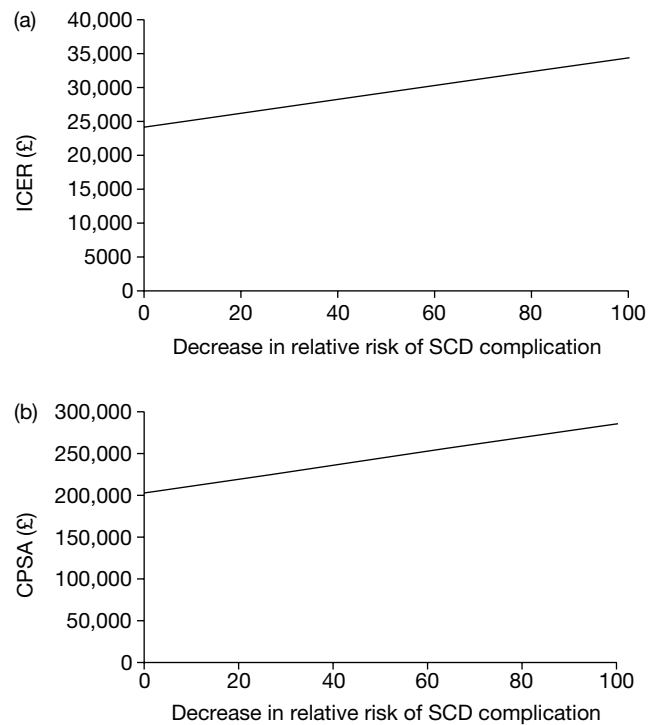 (a)
40,000
35,000
30,000
25,000
20,000
15,000
10,000
5000
0
ICER (£)
0 20 40 60 80 100
Decrease in relative risk of SCD complication
(b)
300,000
250,000
200,000
150,000
100,000
50,000
0
CPSA (£)
0 20 40 60 80 100
Decrease in relative risk of SCD complication